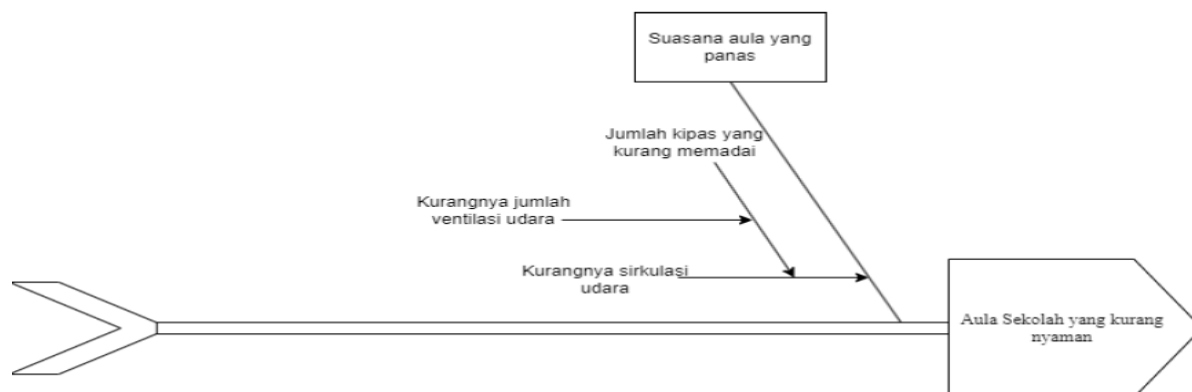 Suasana aula yang
panas
Jumlah kipas yang
kurang memadai
Kurangnya jumlah
ventilasi udara
Kurangnya sirkulasi
udara
Aula Sekolah yang kurang
nyaman